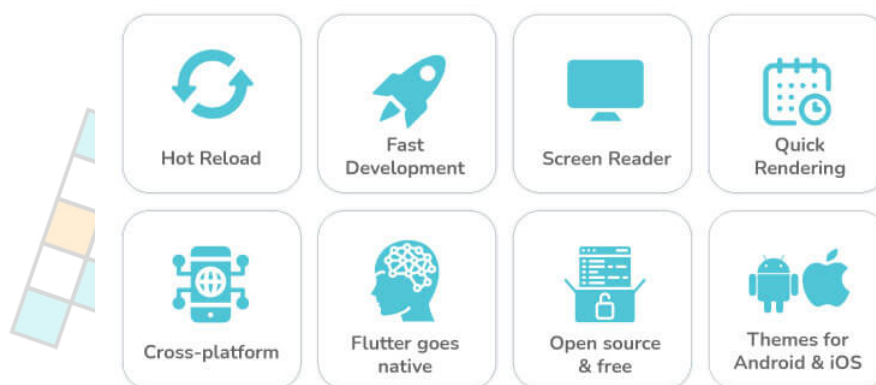 Hot Reload
Fast
Development
Screen Reader
Quick
Rendering
Cross-platform
Flutter goes
native
Open source
& free
Themes for
Android & iOS